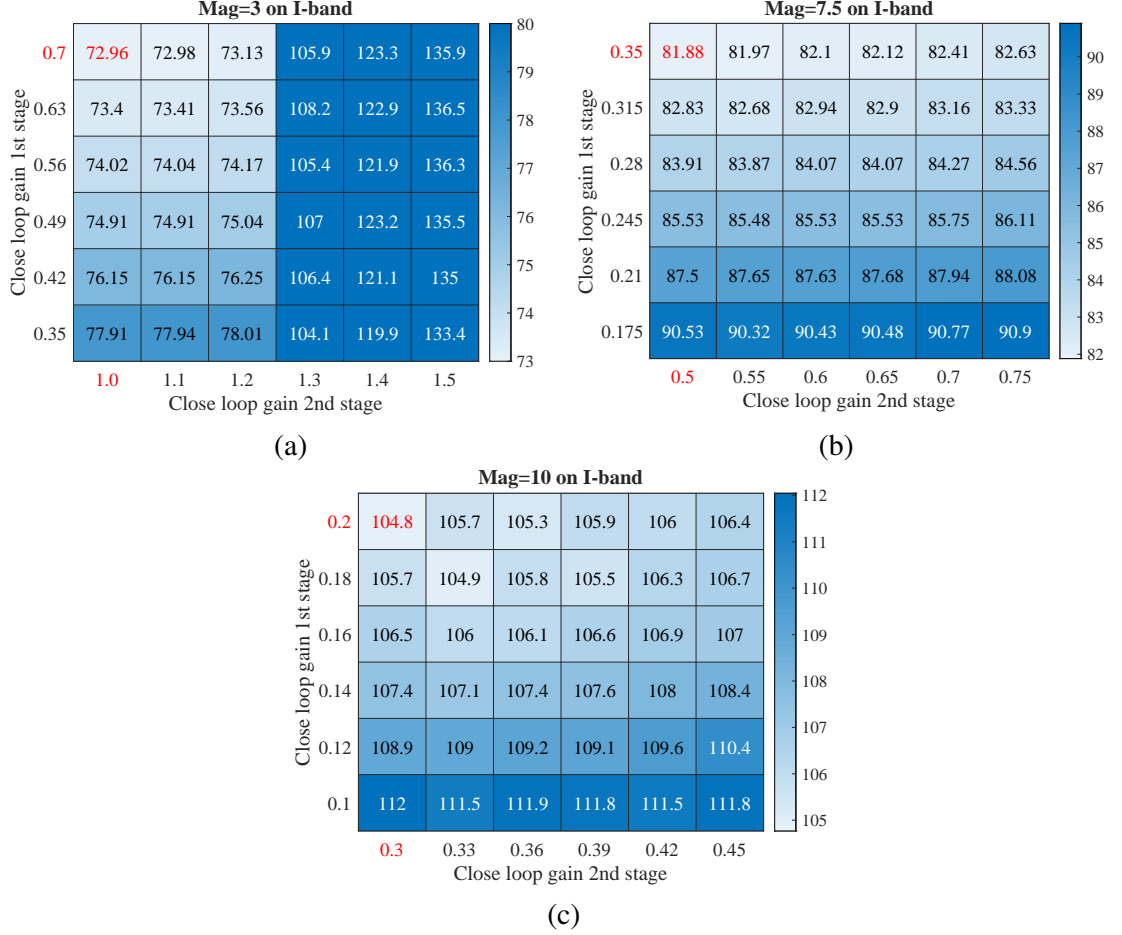 Mag=3 on I-band
Close loop gain 1st stage
0.7 72.96 72.98 73.13 105.9 123.3 135.9
0.63 73.4 73.41 73.56 108.2 122.9 136.5
0.56 74.02 74.04 74.17 105.4 121.9 136.3
0.49 74.91 74.91 75.04 107 123.2 135.5
0.42 76.15 76.15 76.25 106.4 121.1 135
0.35 77.91 77.94 78.01 104.1 119.9 133.4
1.0 1.1 1.2 1.3 1.4 1.5
Close loop gain 2nd stage
80
79
78
77
76
75
74
73
(a)
Mag=7.5 on I-band
Close loop gain 1st stage
0.35 81.88 81.97 82.1 82.12 82.41 82.63
0.315 82.83 82.68 82.94 82.9 83.16 83.33
0.28 83.91 83.87 84.07 84.07 84.27 84.56
0.245 85.53 85.48 85.53 85.53 85.75 86.11
0.21 87.5 87.65 87.63 87.68 87.94 88.08
0.175 90.53 90.32 90.43 90.48 90.77 90.9
0.5 0.55 0.6 0.65 0.7 0.75
Close loop gain 2nd stage
90
89
88
87
86
85
84
83
82
(b)
Mag=10 on I-band
Close loop gain 1st stage
0.2 104.8 105.7 105.3 105.9 106 106.4
0.18 105.7 104.9 105.8 105.5 106.3 106.7
0.16 106.5 106 106.1 106.6 106.9 107
0.14 107.4 107.1 107.4 107.6 108 108.4
0.12 108.9 109 109.2 109.1 109.6 110.4
0.1 112 111.5 111.9 111.8 111.5 111.8
0.3 0.33 0.36 0.39 0.42 0.45
Close loop gain 2nd stage
112
111
110
109
108
107
106
105
(c)